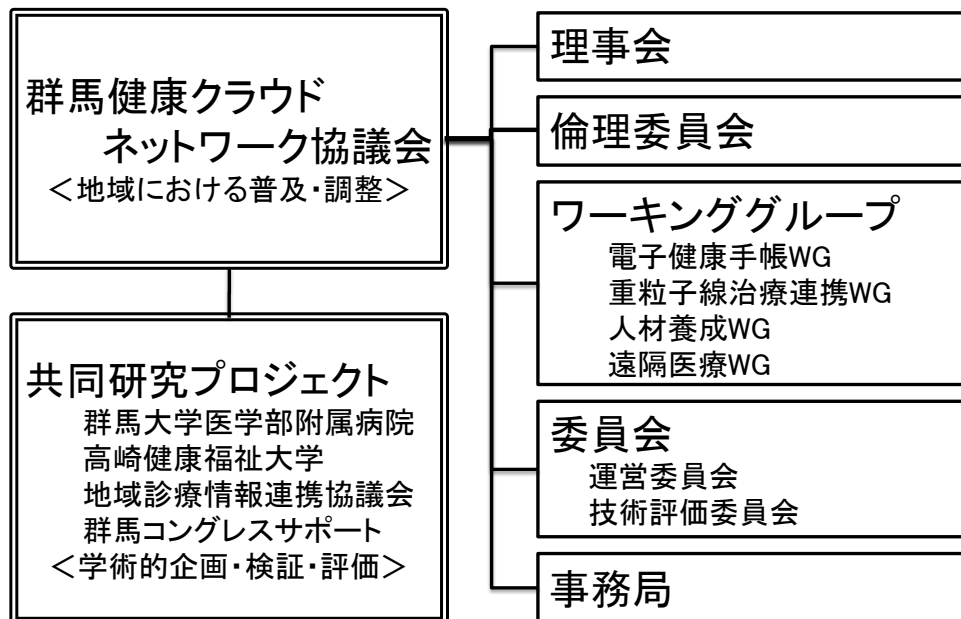 群馬健康クラウド
ネットワーク協議会
＜地域における普及・調整＞
共同研究プロジェクト
群馬大学医学部附属病院
高崎健康福祉大学
地域診療情報連携協議会
群馬コングレスサポート
＜学術的企画・検証・評価＞
理事会
倫理委員会
ワーキンググループ
電子健康手帳WG
重粒子線治療連携WG
人材養成WG
遠隔医療WG
委員会
運営委員会
技術評価委員会
事務局